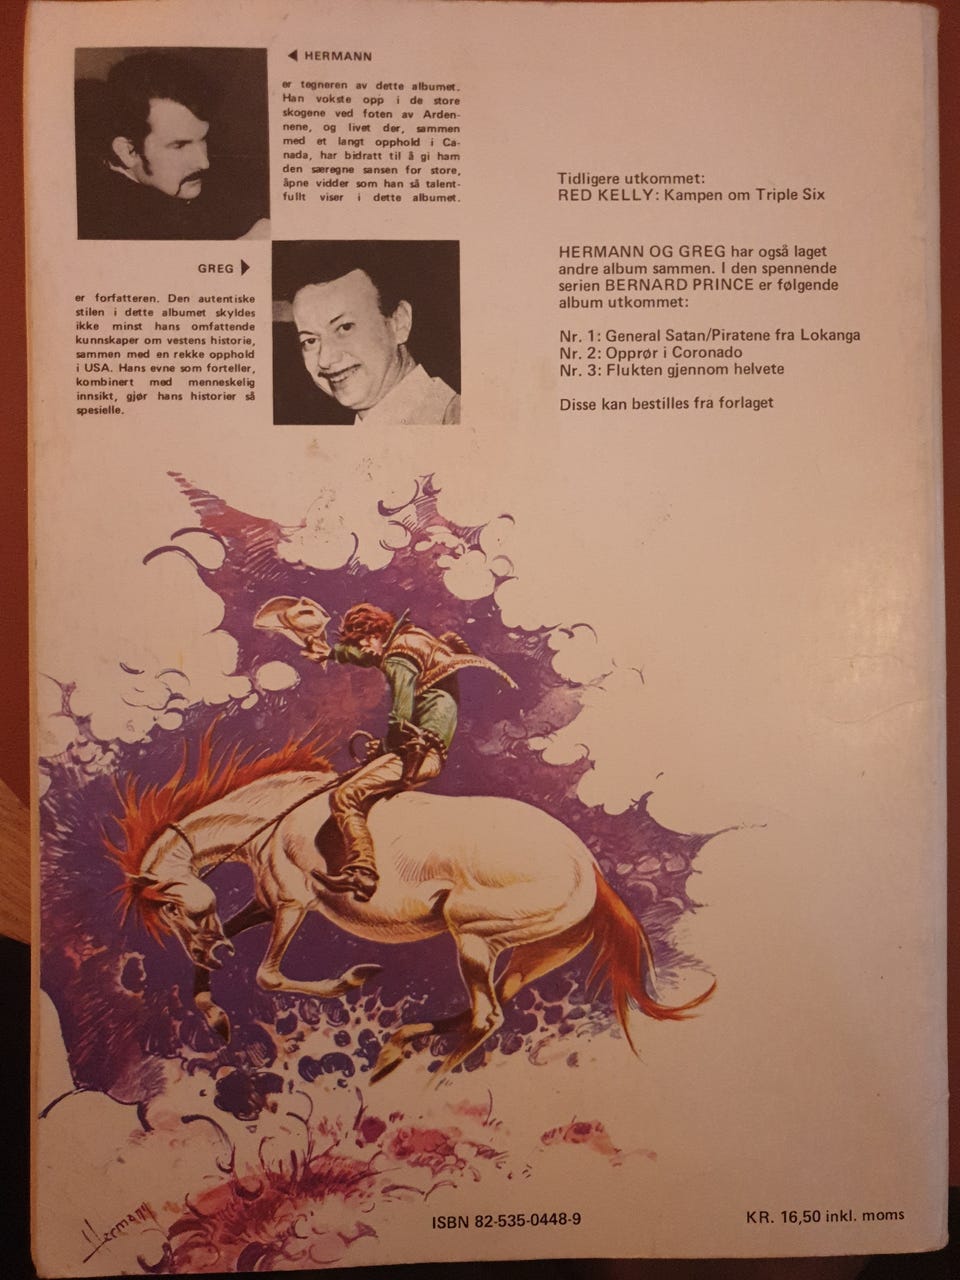 ◀ HERMANN
er tegneren av dette albumet.
Han vokste opp i de store
skogene ved foten av Arden-
nene, og livet der, sammen
med et langt opphold i Ca-
nada, har bidratt til å gi ham
den særegne sansen for store,
åpne vidder som han så talent-
fullt viser i dette albumet.
GREG ▶
er forfatteren. Den autentiske
stilen i dette albumet skyldes
ikke minst hans omfattende
kunnskaper om vestens historie,
sammen med en rekke opphold
i USA. Hans evne som forteller,
kombinert med menneskelig
innsikt, gjør hans historier så
spesielle.
Tidligere utkommet:
RED KELLY: Kampen om Triple Six
HERMANN OG GREG har også laget
andre album sammen. I den spennende
serien BERNARD PRINCE er følgende
album utkommet:
Nr. 1: General Satan/Piratene fra Lokanga
Nr. 2: Opprør i Coronado
Nr. 3: Flukten gjennom helvete
Disse kan bestilles fra forlaget
Hermann
ISBN 82-535-0448-9
KR. 16,50 inkl. moms